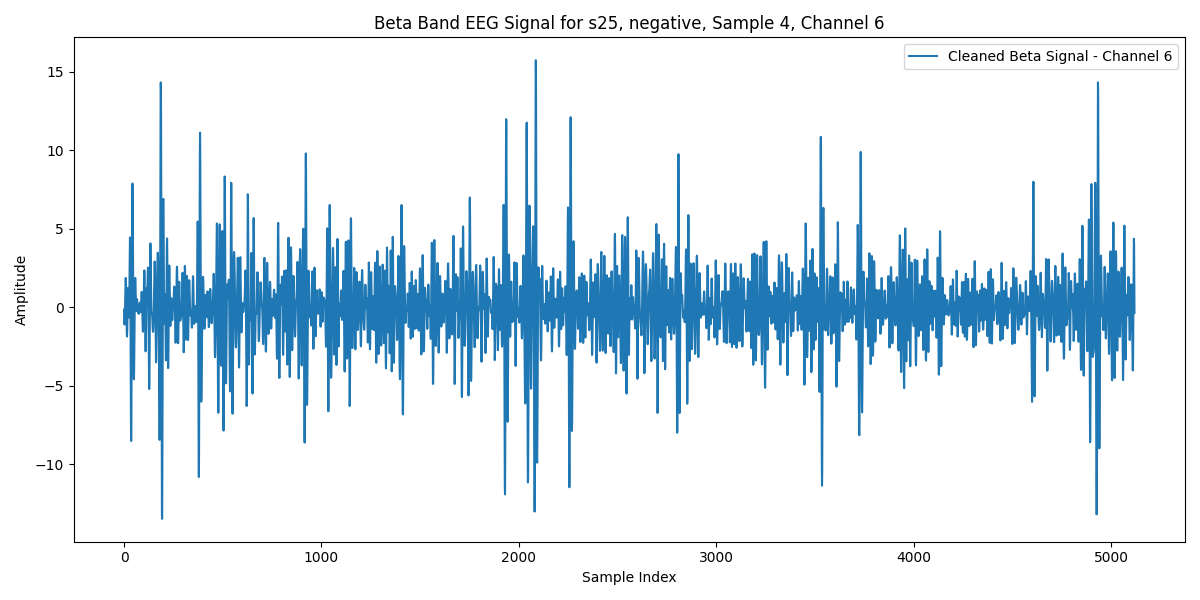 Beta Band EEG Signal for s25, negative, Sample 4, Channel 6
Cleaned Beta Signal - Channel 6
Amplitude
15
10
5
0
−5
−10
0 1000 2000 3000 4000 5000
Sample Index